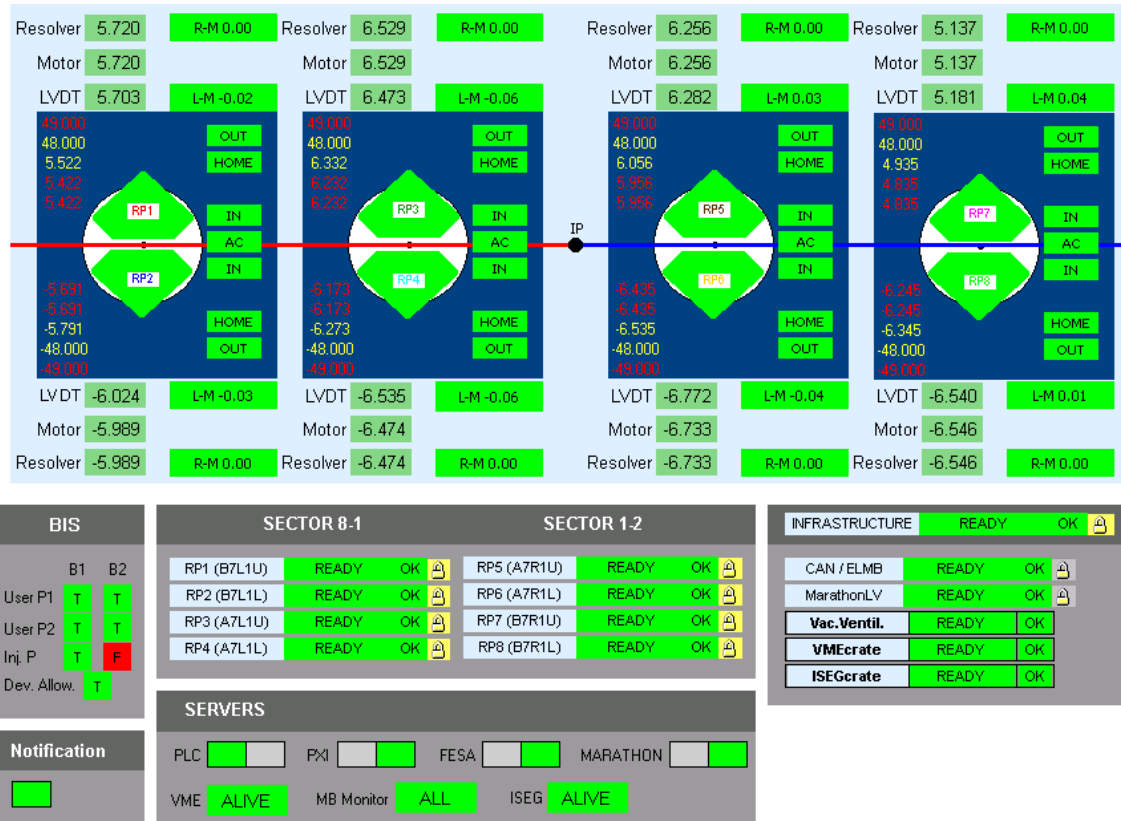 Resolver 5.720 R-M 0.00 Resolver 6.529 R-M 0.00 Resolver 6.256 R-M 0.00 Resolver 5.137 R-M 0.00
Motor 5.720 Motor 6.529 Motor 6.256 Motor 5.137
LVDT 5.703 L-M -0.02 LVDT 6.473 L-M -0.06 LVDT 6.282 L-M 0.03 LVDT 5.181 L-M 0.04
49.000 49.000 49.000 49.000
48.000 OUT 48.000 OUT 48.000 OUT 48.000 OUT
5.522 HOME 6.332 HOME 6.056 HOME 4.935 HOME
5.422 6.232 5.956 4.835
5.422 6.232 5.956 4.835
RP1 IN RP3 IN RP5 IN RP7 IN
IP
AC AC AC AC
RP2 IN RP4 IN RP6 IN RP8 IN
-5.691 -6.173 -6.435 -6.245
-5.691 -6.173 -6.435 -6.245
-5.791 HOME -6.273 HOME -6.535 HOME -6.345 HOME
-48.000 OUT -48.000 OUT -48.000 OUT -48.000 OUT
-49.000 -49.000 -49.000 -49.000
LVDT -6.024 L-M -0.03 LVDT -6.535 L-M -0.06 LVDT -6.772 L-M -0.04 LVDT -6.540 L-M 0.01
Motor -5.989 Motor -6.474 Motor -6.733 Motor -6.546
Resolver -5.989 R-M 0.00 Resolver -6.474 R-M 0.00 Resolver -6.733 R-M 0.00 Resolver -6.546 R-M 0.00
BIS
B1 B2
User P1 T T
User P2 T T
Inj. P T F
Dev. Allow. T
Notification
SECTOR 8-1 SECTOR 1-2
RP1 (B7L1U) READY OK RP5 (A7R1U) READY OK
RP2 (B7L1L) READY OK RP6 (A7R1L) READY OK
RP3 (A7L1U) READY OK RP7 (B7R1U) READY OK
RP4 (A7L1L) READY OK RP8 (B7R1L) READY OK
SERVERS
PLC PXI FESA MARATHON
VME ALIVE MB Monitor ALL ISEG ALIVE
INFRASTRUCTURE READY OK
CAN / ELMB READY OK
MarathonLV READY OK
Vac.Ventil. READY OK
VMEcrate READY OK
ISEGcrate READY OK